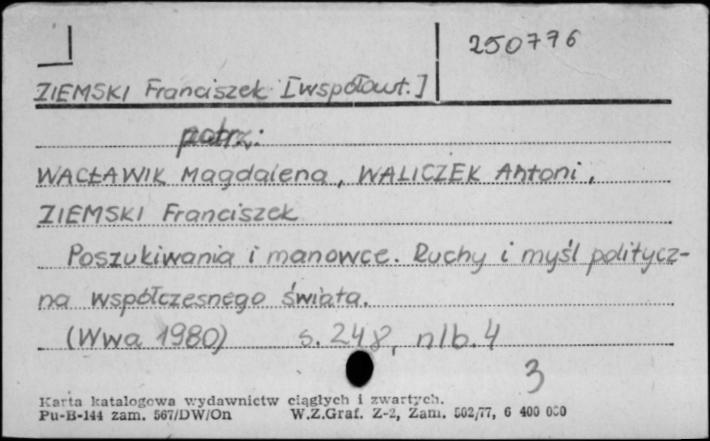 250776
ZIEMSKI Franciszek [współaut.]
patrz:
WACŁAWIK Magdalena, WALICZEK Antoni,
ZIEMSKI Franciszek
Poszukiwania i manowce. Ruchy i myśl politycz-
na współczesnego świata.
(Wwa 1980) s. 248, nlb. 4
3
Karta katalogowa wydawnictw ciągłych i zwartych.
Pu-B-144 zam. 567/DW/On W.Z.Graf. Z-2, Zam. 502/77, 6 400 000